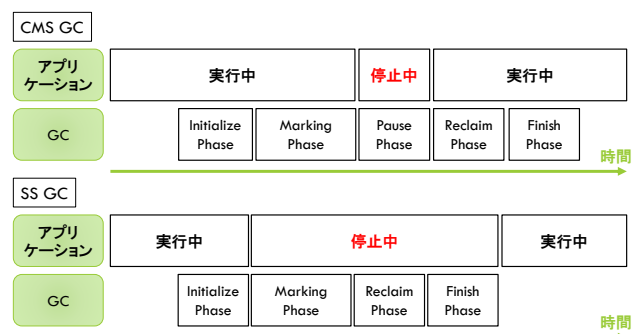 CMS GC
アプリ
ケーション
実行中
停止中
実行中
GC
Initialize
Phase
Marking
Phase
Pause
Phase
Reclaim
Phase
Finish
Phase
時間
SS GC
アプリ
ケーション
実行中
停止中
実行中
GC
Initialize
Phase
Marking
Phase
Reclaim
Phase
Finish
Phase
時間